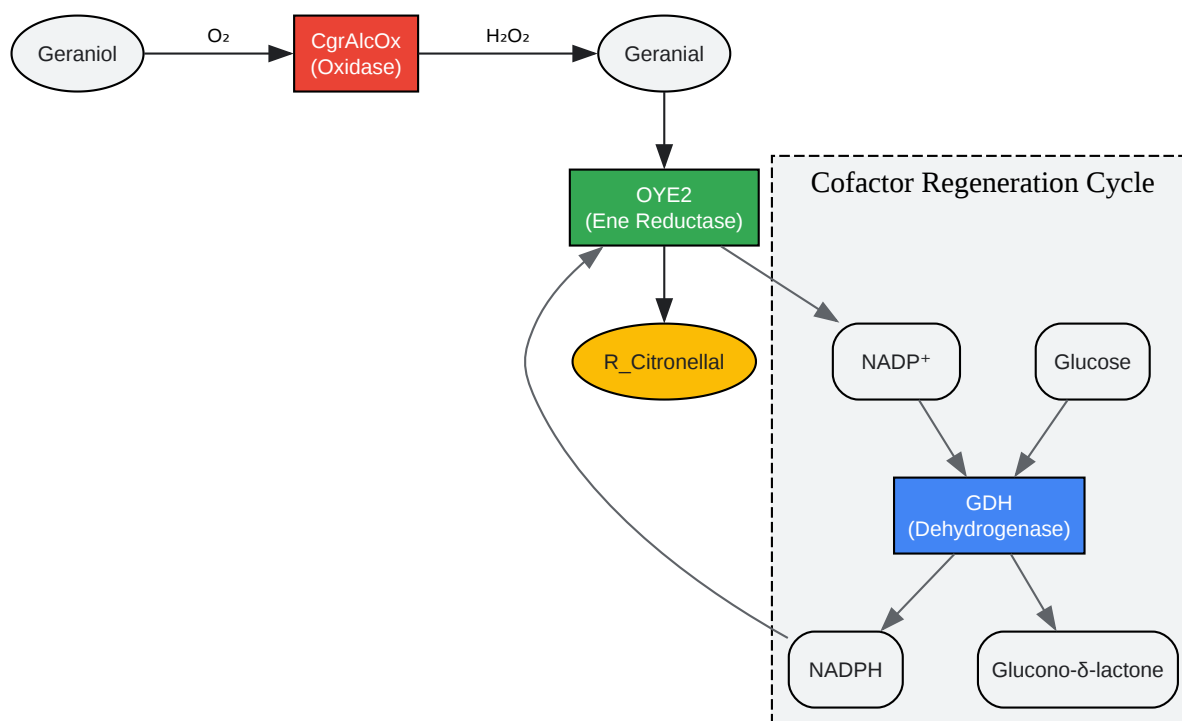 O₂
H₂O₂
Geraniol
CgrAlcOx
(Oxidase)
Geranial
Cofactor Regeneration Cycle
OYE2
(Ene Reductase)
R_Citronellal
NADP⁺
Glucose
GDH
(Dehydrogenase)
NADPH
Glucono-δ-lactone